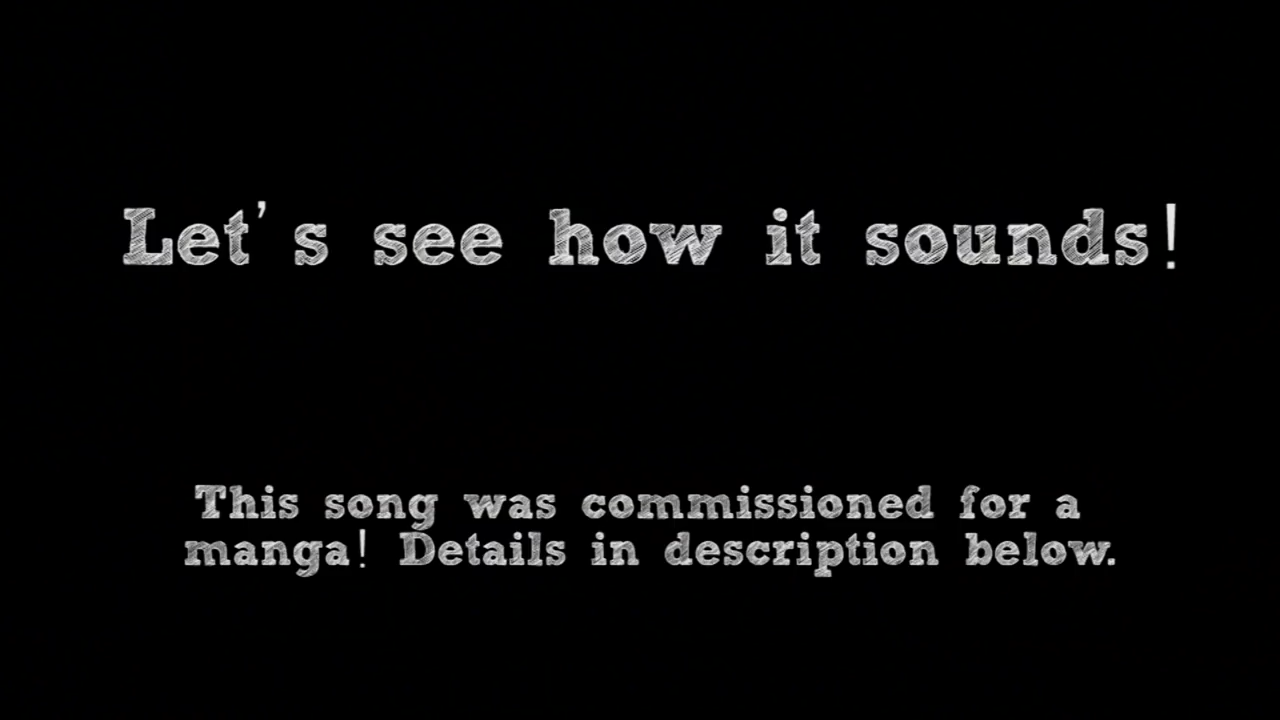 Let's see how it sounds!
This song was commissioned for a
manga! Details in description below.